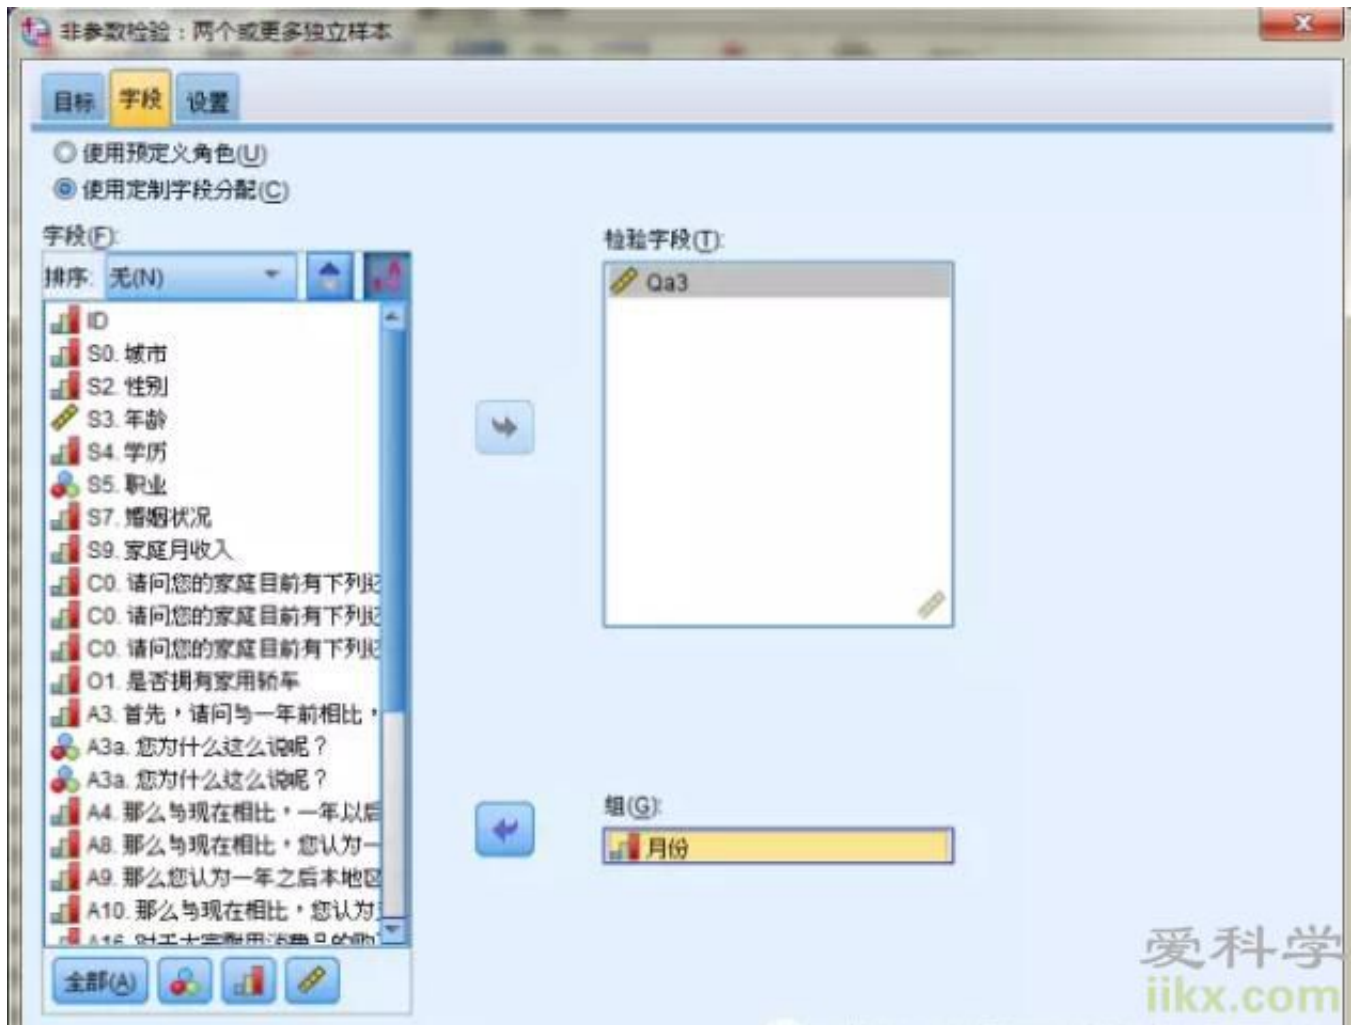 非参数检验：两个或更多独立样本
目标 字段 设置
使用预定义角色(U)
使用定制字段分配(C)
字段(F):
排序: 无(N)
ID
S0. 城市
S2. 性别
S3. 年龄
S4. 学历
S5. 职业
S7. 婚姻状况
S9. 家庭月收入
C0. 请问您的家庭目前有下列
C0. 请问您的家庭目前有下列
C0. 请问您的家庭目前有下列
O1. 是否拥有家用轿车
A3. 首先，请问与一年前相比，
A3a. 您为什么这么说呢？
A3a. 您为什么这么说呢？
A4. 那么与现在相比，一年以后
A8. 那么与现在相比，您认为一
A9. 那么您认为一年之后本地区
A10. 那么与现在相比，您认为
全部(A)
检验字段(T):
Qa3
组(G):
月份
爱科学
iikx.com